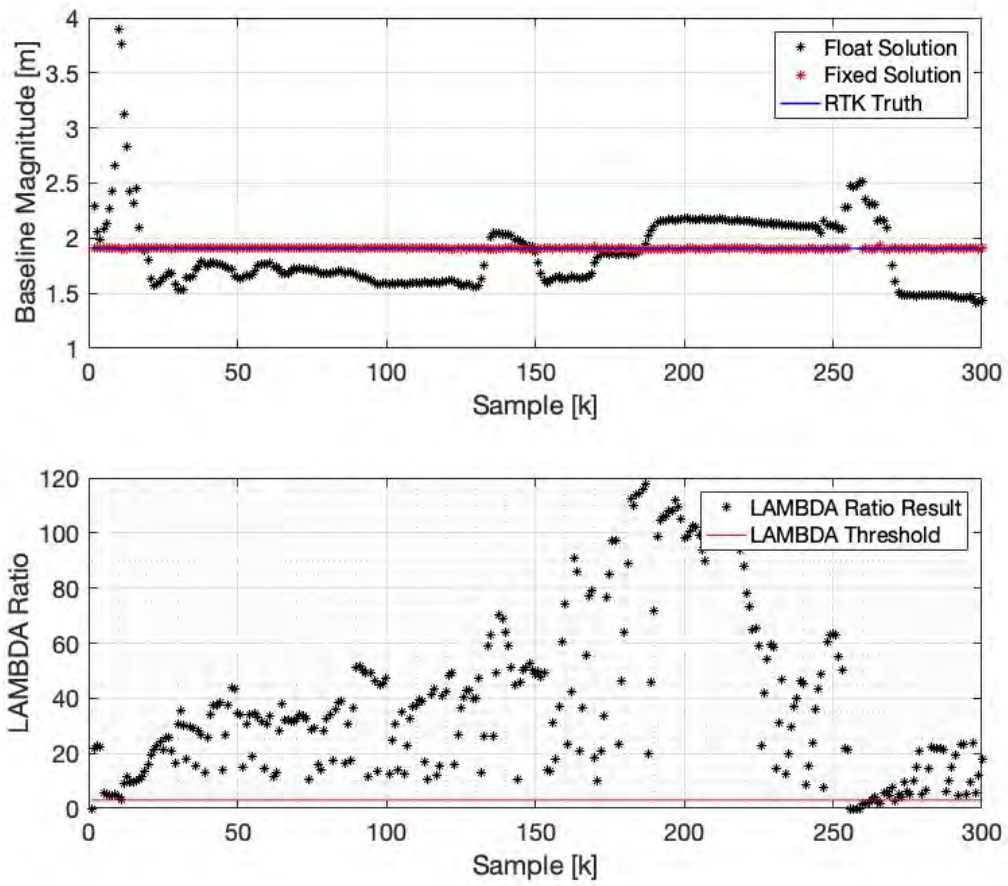 4
3.5
3
2.5
2
1.5
1
Baseline Magnitude [m]
Float Solution
Fixed Solution
RTK Truth
0 50 100 150 200 250 300
Sample [k]
120
100
80
60
40
20
0
LAMBDA Ratio
LAMBDA Ratio Result
LAMBDA Threshold
0 50 100 150 200 250 300
Sample [k]